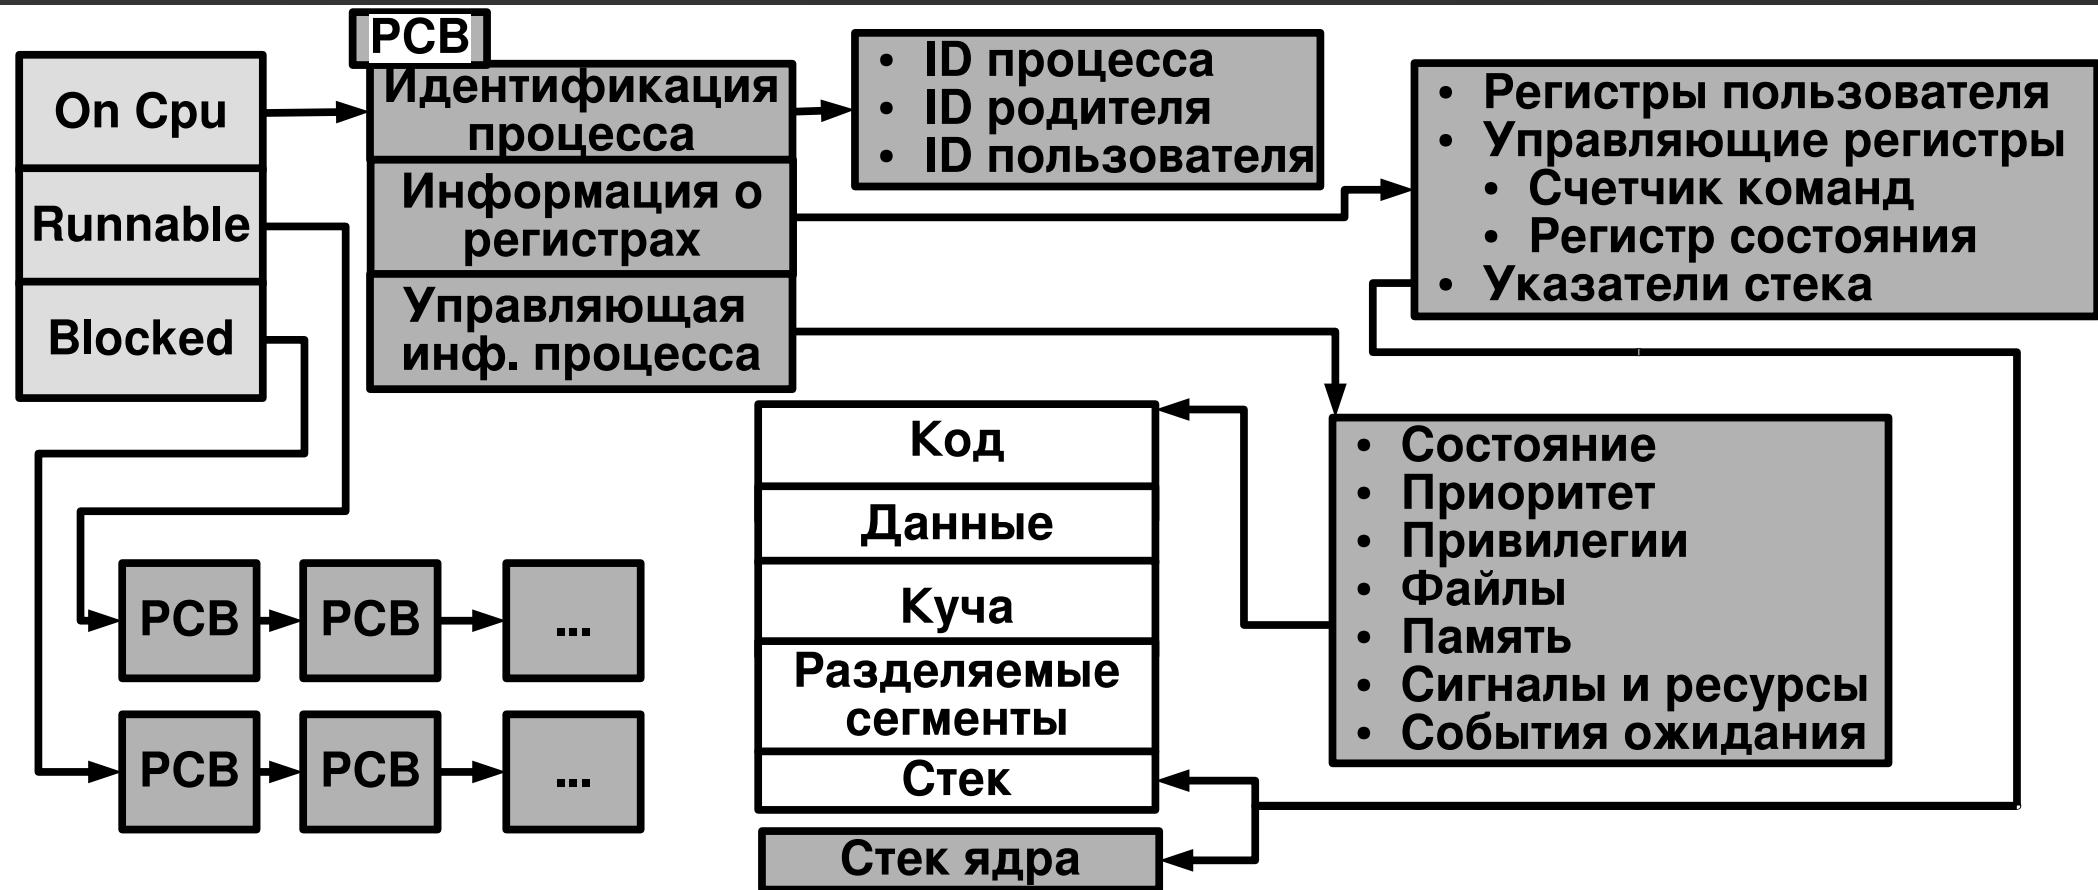 PCB
On Cpu
Runnable
Blocked
Идентификация
процесса
Информация о
регистрах
Управляющая
инф. процесса
• ID процесса
• ID родителя
• ID пользователя
• Регистры пользователя
• Управляющие регистры
• Счетчик команд
• Регистр состояния
• Указатели стека
Код
Данные
Куча
Разделяемые
сегменты
Стек
Стек ядра
• Состояние
• Приоритет
• Привилегии
• Файлы
• Память
• Сигналы и ресурсы
• События ожидания
PCB PCB ...
PCB PCB ...